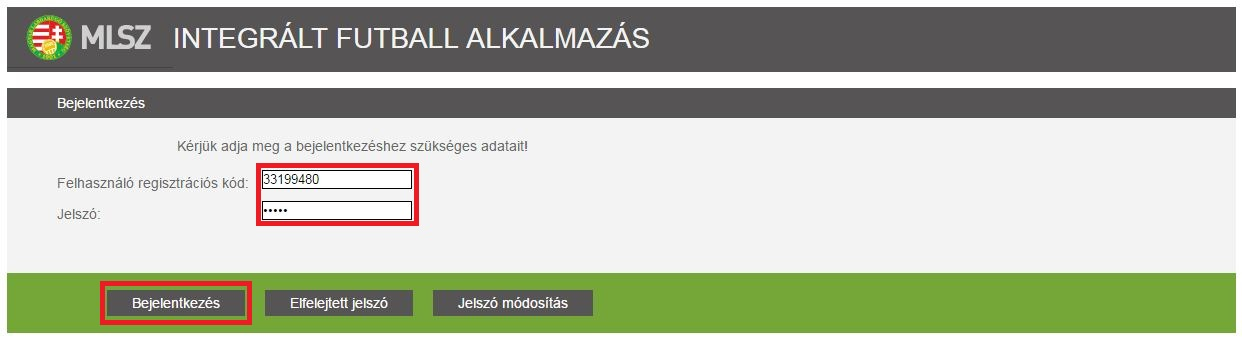 MLSZ INTEGRÁLT FUTBALL ALKALMAZÁS
Bejelentkezés
Kérjük adja meg a bejelentkezéshez szükséges adatait!
Felhasználó regisztrációs kód: 33199480
Jelszó: •••••
Bejelentkezés Elfelejtett jelszó Jelszó módosítás